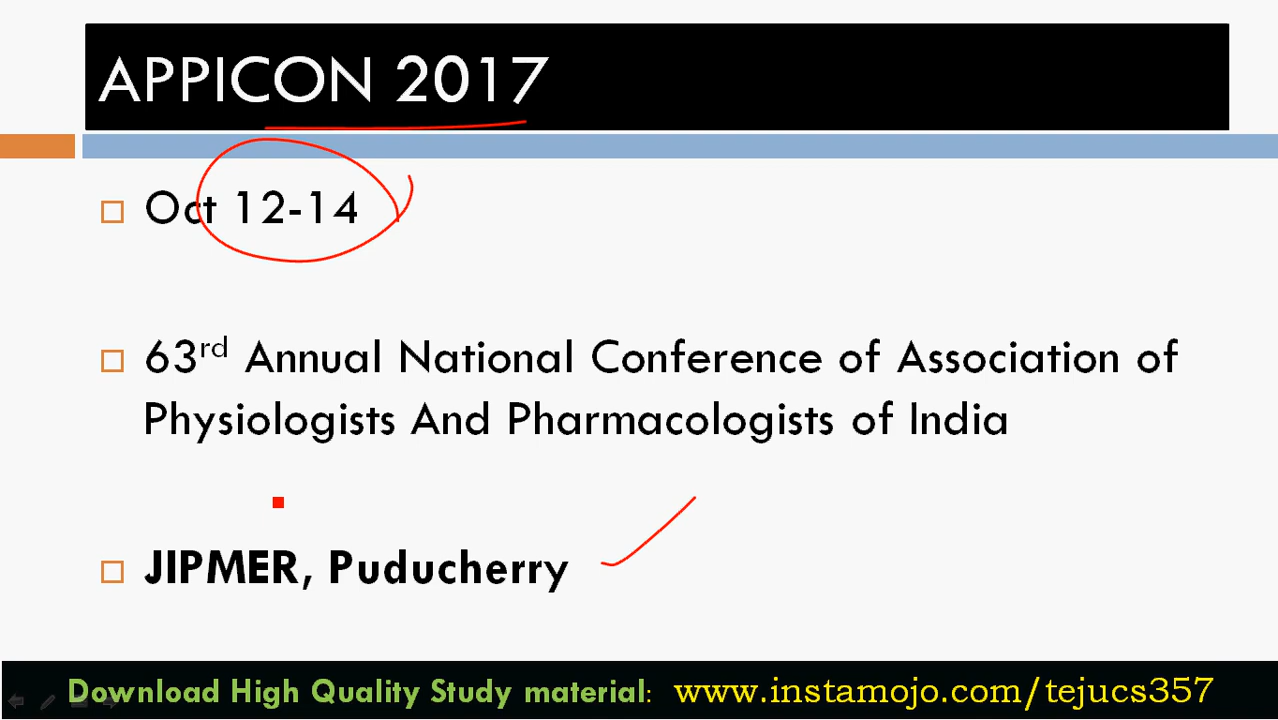 APPICON 2017
Oct 12-14
63rd Annual National Conference of Association of
Physiologists And Pharmacologists of India
JIPMER, Puducherry
Download High Quality Study material: www.instamojo.com/tejucs357